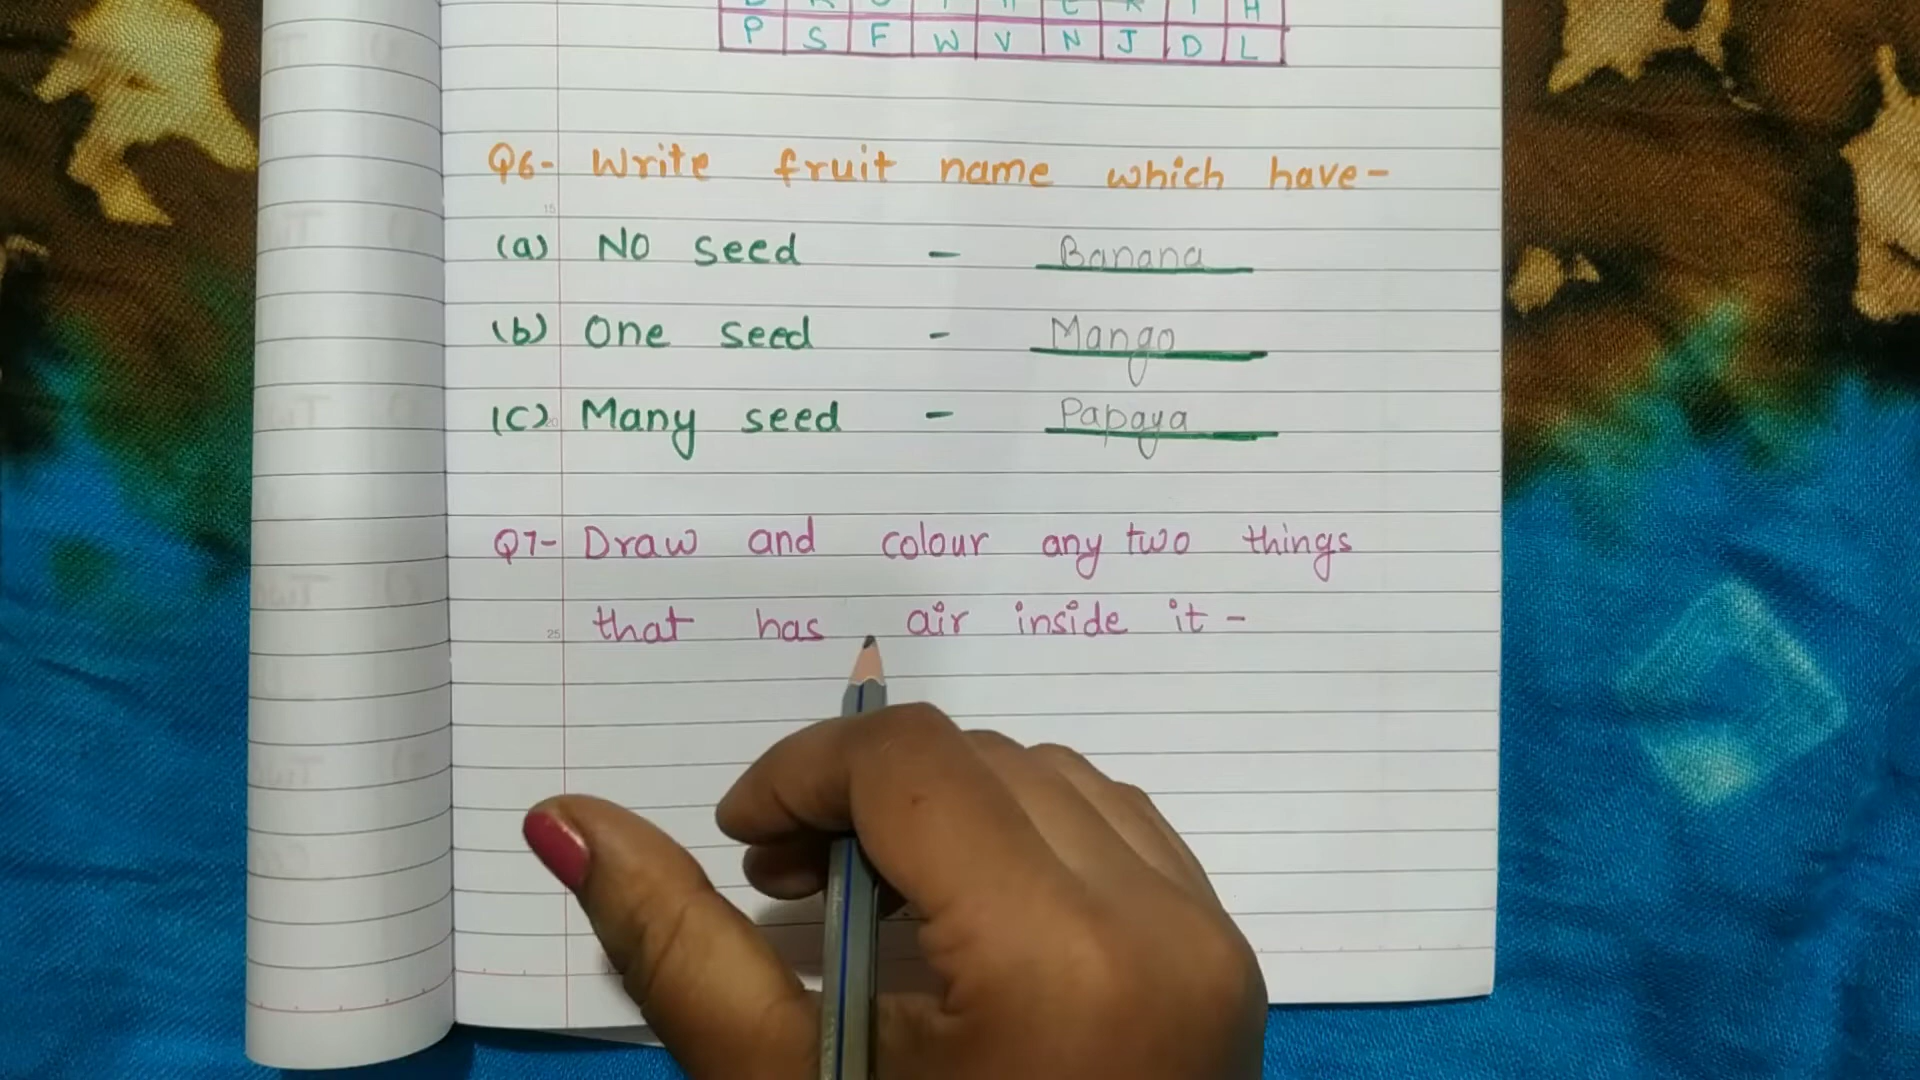 P S F W V N J D L
Q6- Write fruit name which have-
(a) No seed - Banana
(b) One seed - Mango
(c) Many seed - Papaya
Q7- Draw and colour any two things
that has air inside it -